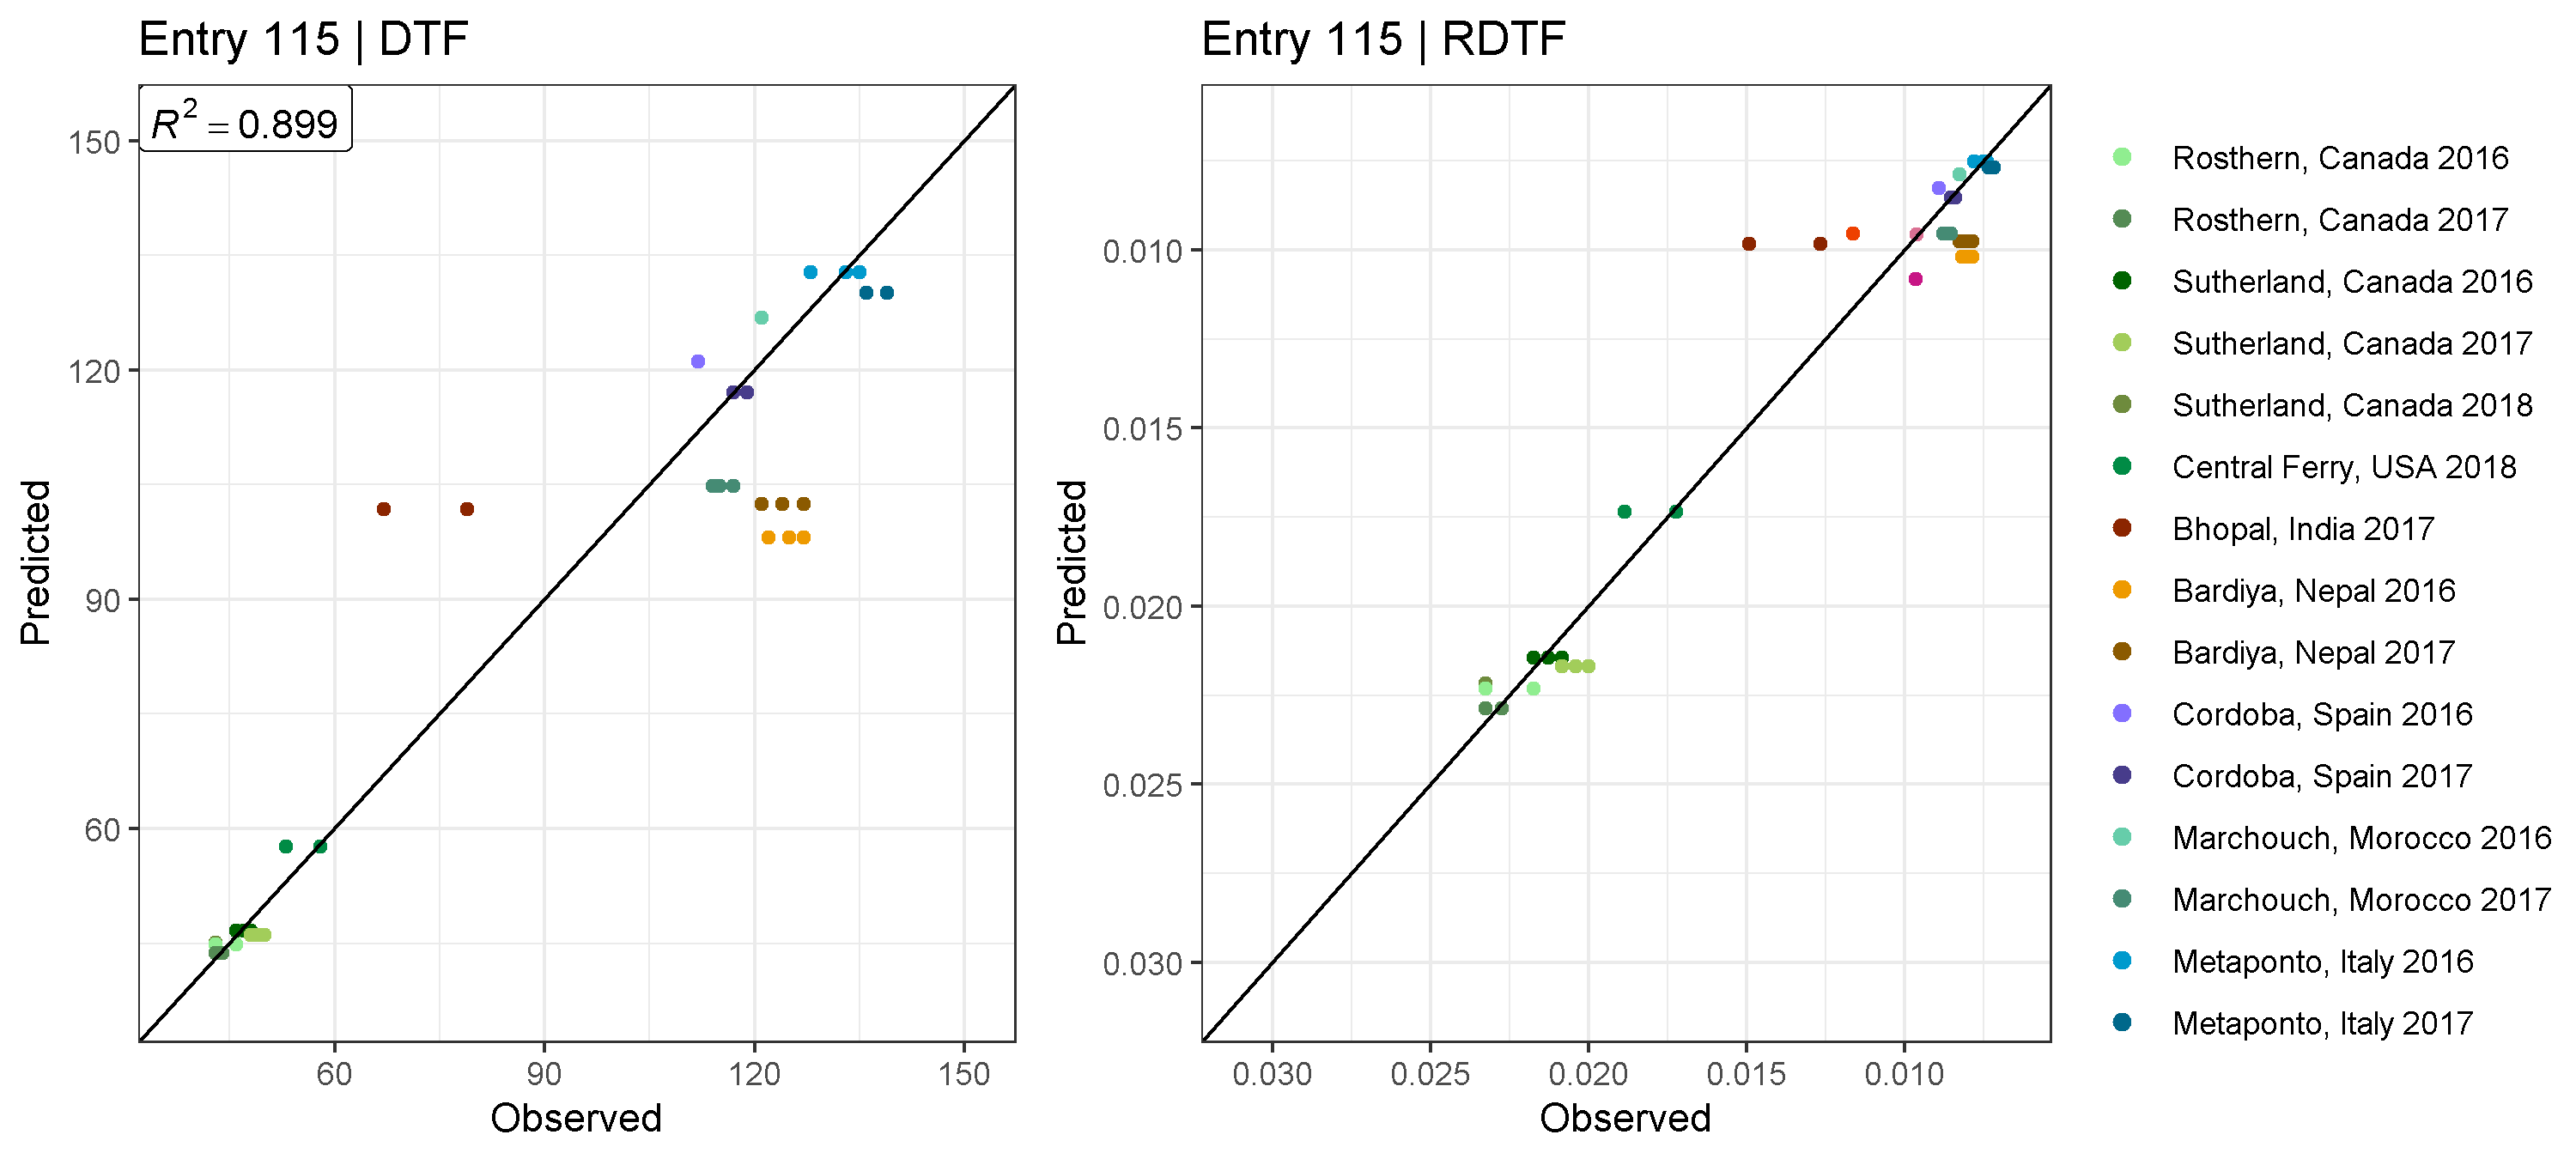 Entry 115 | DTF
R² = 0.899
150
120
90
60
Predicted
60 90 120 150
Observed
Entry 115 | RDTF
0.010
0.015
0.020
0.025
0.030
Predicted
0.030 0.025 0.020 0.015 0.010
Observed
Rosthern, Canada 2016
Rosthern, Canada 2017
Sutherland, Canada 2016
Sutherland, Canada 2017
Sutherland, Canada 2018
Central Ferry, USA 2018
Bhopal, India 2017
Bardiya, Nepal 2016
Bardiya, Nepal 2017
Cordoba, Spain 2016
Cordoba, Spain 2017
Marchouch, Morocco 2016
Marchouch, Morocco 2017
Metaponto, Italy 2016
Metaponto, Italy 2017